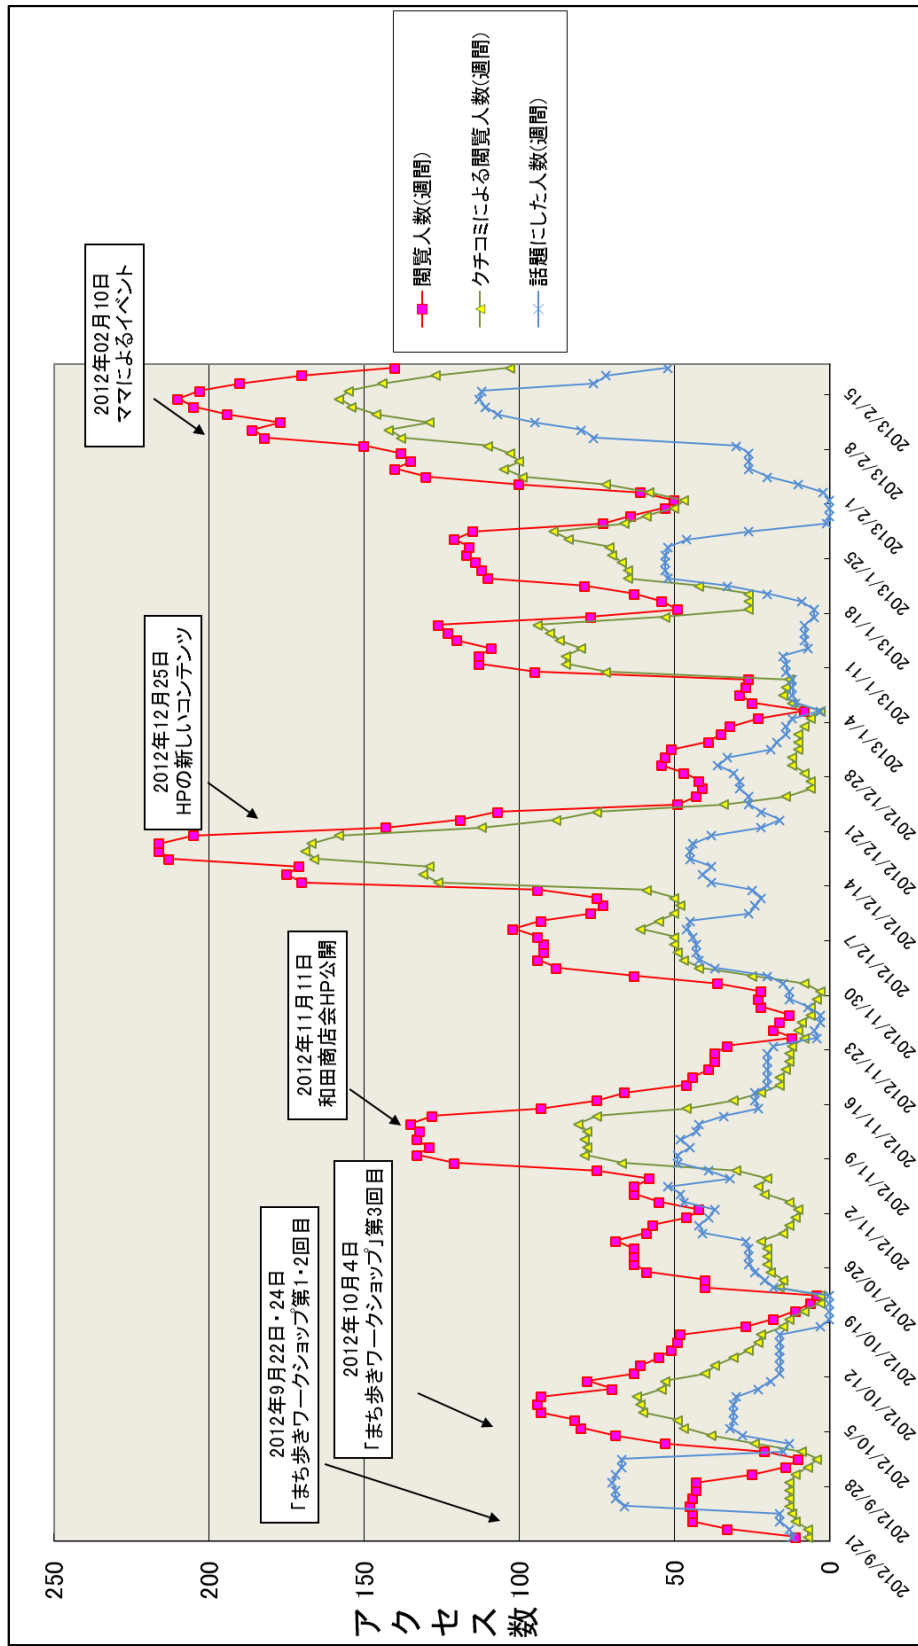 2012年9月22日・24日
「まち歩きワークショップ第1・2回目
2012年10月4日
「まち歩きワークショップ」第3回目
2012年11月11日
和田商店会HP公開
2012年12月25日
HPの新しいコンテンツ
2012年02月10日
ママによるイベント
閲覧人数(週間)
クチコミによる閲覧人数(週間)
話題にした人数(週間)
アクセス数
250
200
150
100
50
0
2012/9/21
2012/9/28
2012/10/5
2012/10/12
2012/10/19
2012/10/26
2012/11/2
2012/11/9
2012/11/16
2012/11/23
2012/11/30
2012/12/7
2012/12/14
2012/12/21
2012/12/28
2013/1/4
2013/1/11
2013/1/18
2013/1/25
2013/2/1
2013/2/8
2013/2/15